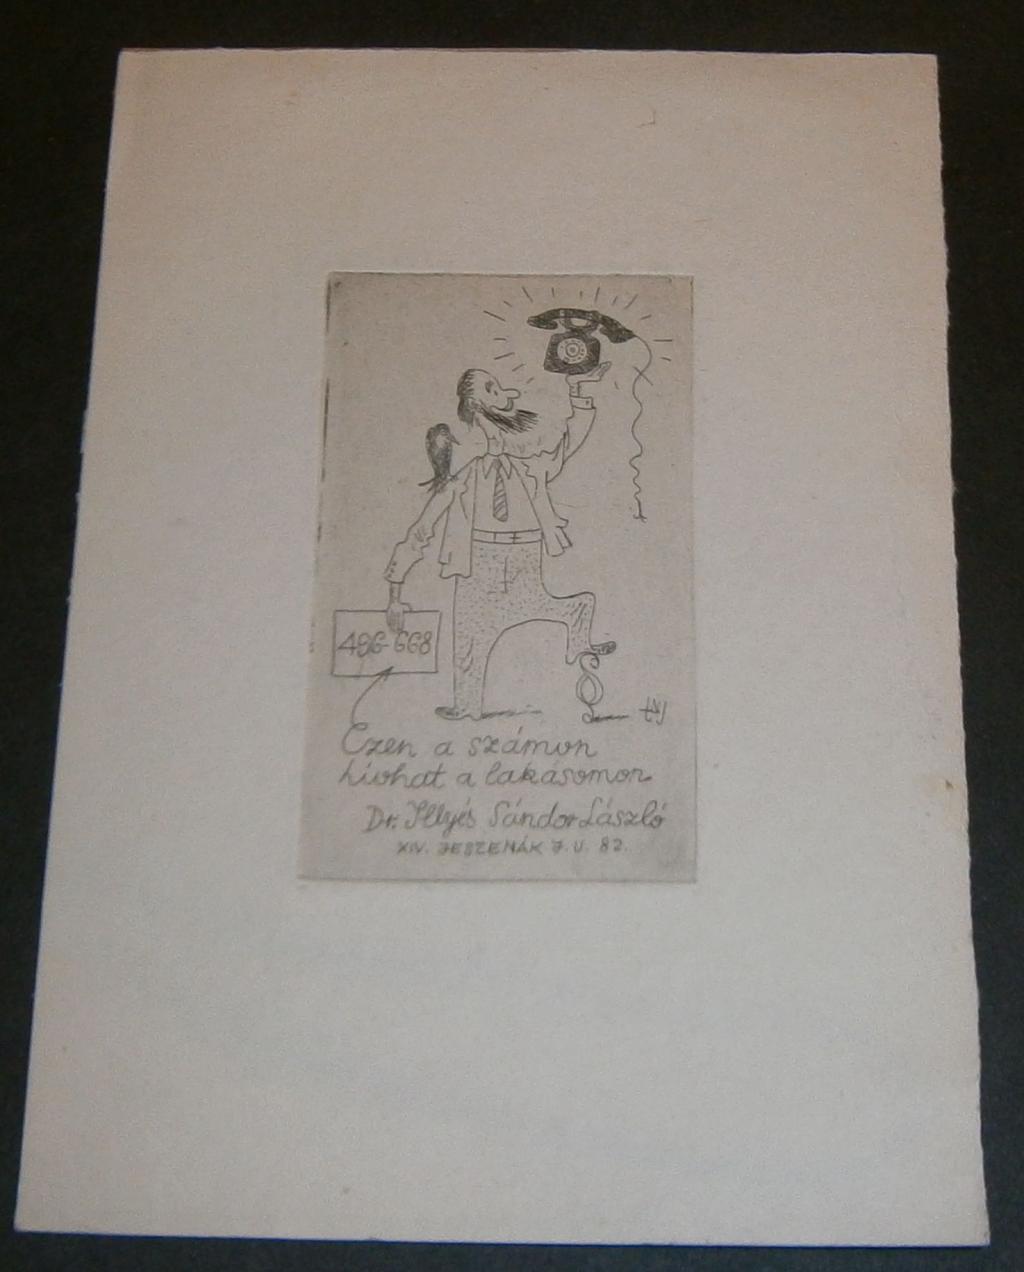 496-668
Ezen a számon
hívhat a lakásomon
Dr. Illyés Sándor László
XIV. JESZENÁK J. U. 82.